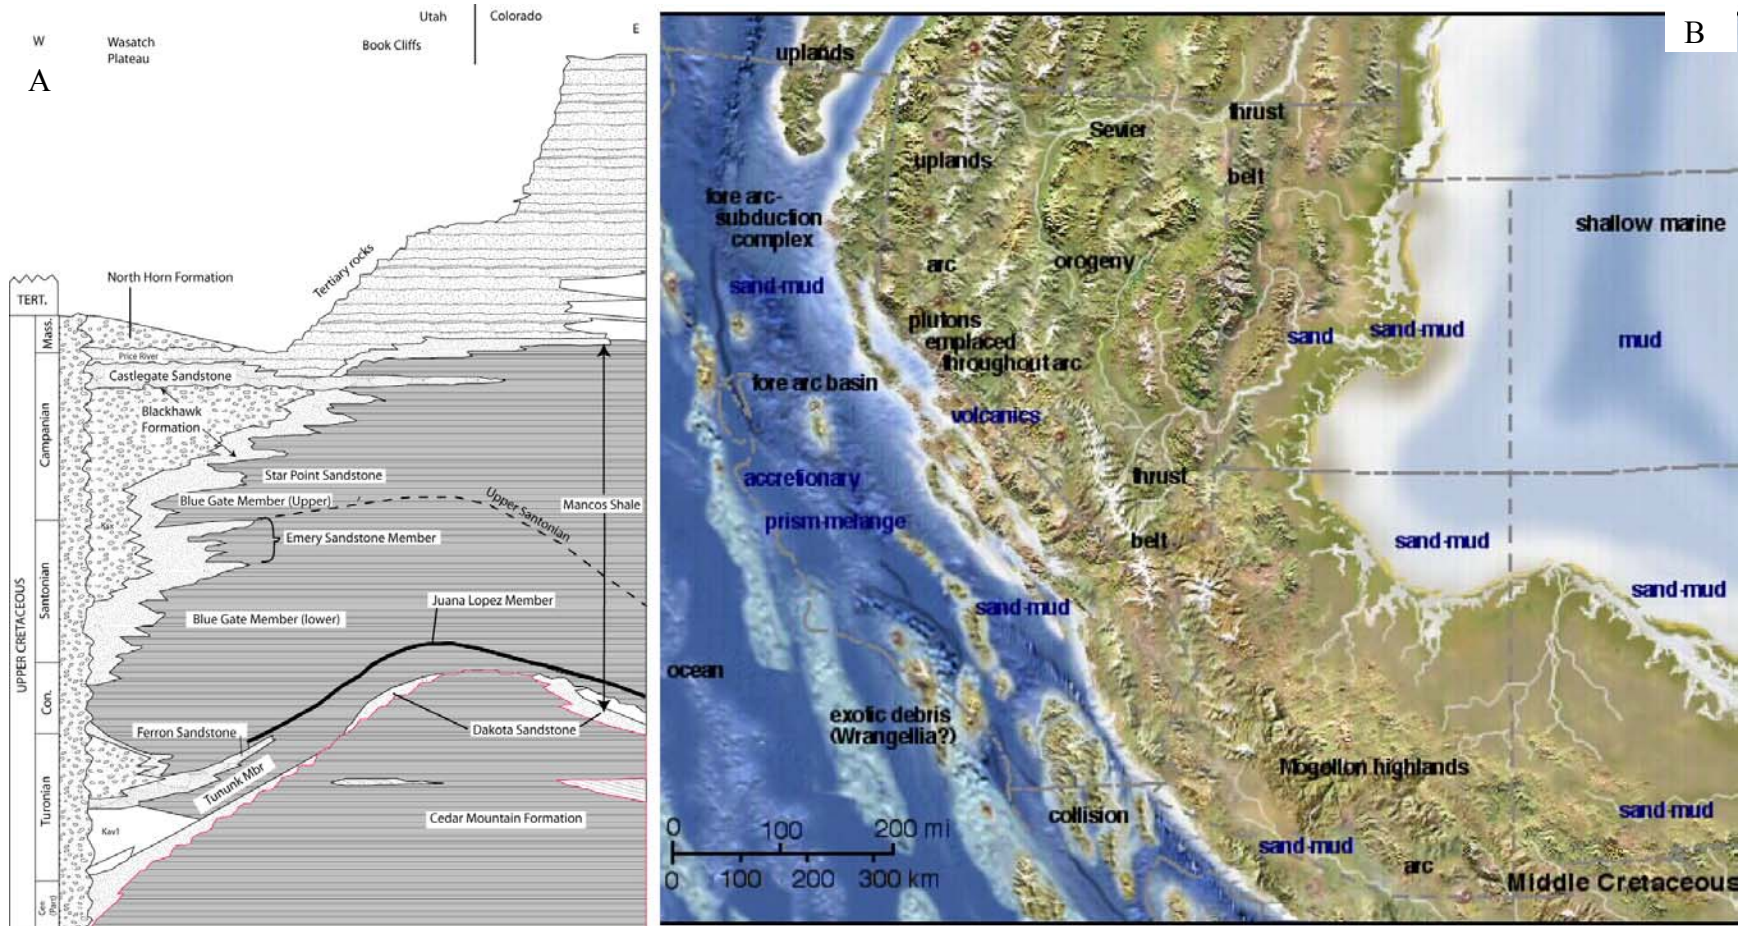 Utah
Colorado
W
Wasatch
Plateau
Book Cliffs
E
A
North Horn Formation
Tertiary rocks
TERT.
Mass.
Price River
Castlegate Sandstone
Blackhawk
Formation
Campanian
Star Point Sandstone
Blue Gate Member (Upper)
Upper Santonian
Mancos Shale
Emery Sandstone Member
UPPER CRETACEOUS
Santonian
Juana Lopez Member
Blue Gate Member (lower)
Con.
Ferron Sandstone
Dakota Sandstone
Tununk Mbr
Turonian
Kav1
Cedar Mountain Formation
(Part)
B
uplands
thrust
Sevier
uplands
belt
fore arc-
subduction
complex
shallow marine
arc
orogeny
sand-mud
plutons
emplaced
throughout arc
sand
sand-mud
mud
fore arc basin
volcanics
accretionary
thrust
prism-melange
belt
sand-mud
sand-mud
sand-mud
ocean
exotic debris
(Wrangellia?)
Mogollon highlands
collision
sand-mud
sand-mud
arc
0 100 200 mi
0 100 200 300 km
Middle Cretaceous